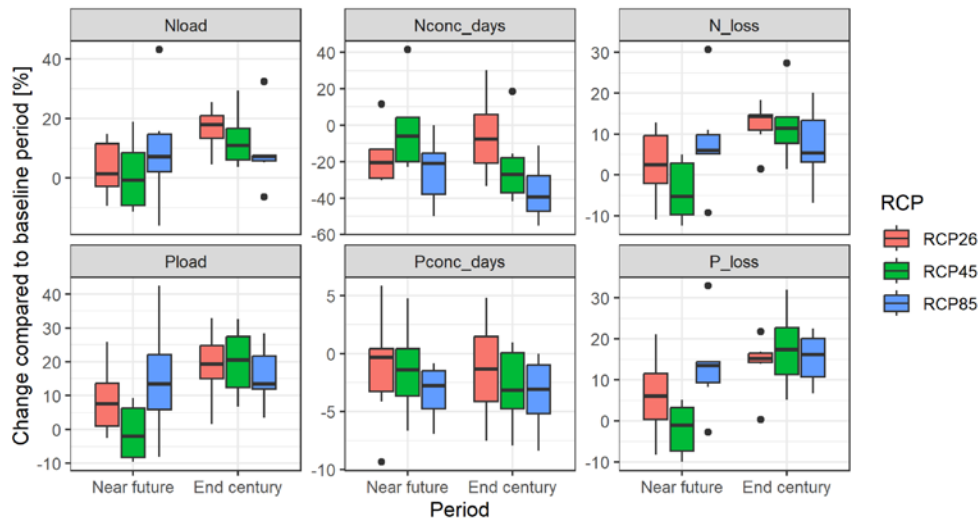 Nload
Nconc_days
N_loss
40
20
0
40
20
0
-20
-40
-60
30
20
10
0
-10
Pload
Pconc_days
P_loss
40
30
20
10
0
-10
5
0
-5
-10
30
20
10
0
-10
Near future
End century
Near future
End century
Near future
End century
Period
Change compared to baseline period [%]
RCP
RCP26
RCP45
RCP85